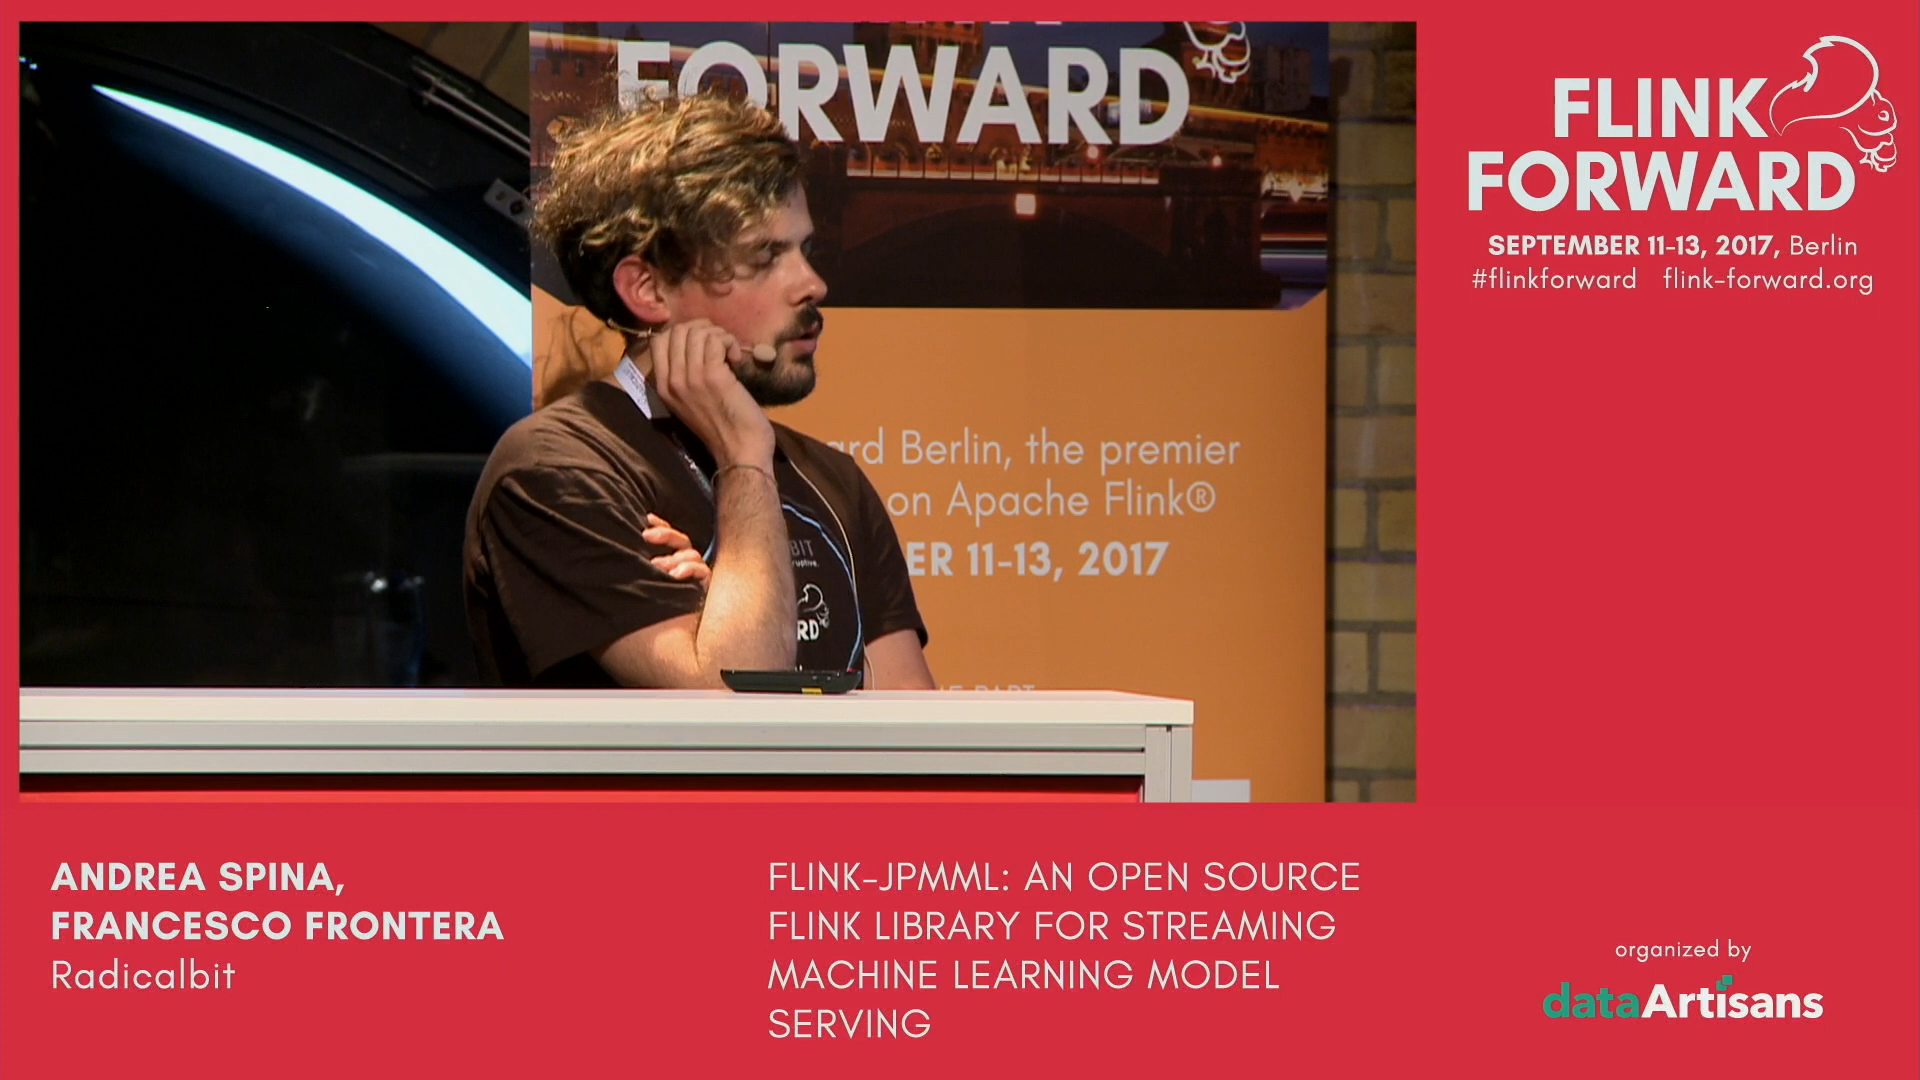 FORWARD
ard Berlin, the premier
on Apache Flink®
ER 11-13, 2017
BIT
RD
FLINK
FORWARD
SEPTEMBER 11-13, 2017, Berlin
#flinkforward flink-forward.org
ANDREA SPINA,
FRANCESCO FRONTERA
Radicalbit
FLINK-JPMML: AN OPEN SOURCE
FLINK LIBRARY FOR STREAMING
MACHINE LEARNING MODEL
SERVING
organized by
dataArtisans